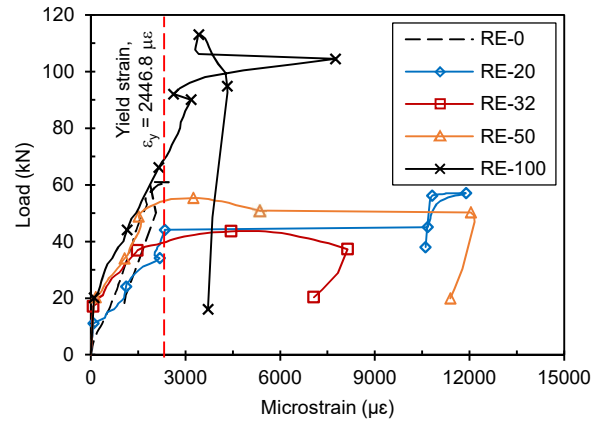 120
100
80
60
40
20
0
Load (kN)
Yield strain,
εy = 2446.8 µε
RE-0
RE-20
RE-32
RE-50
RE-100
0
3000
6000
9000
12000
15000
Microstrain (µε)